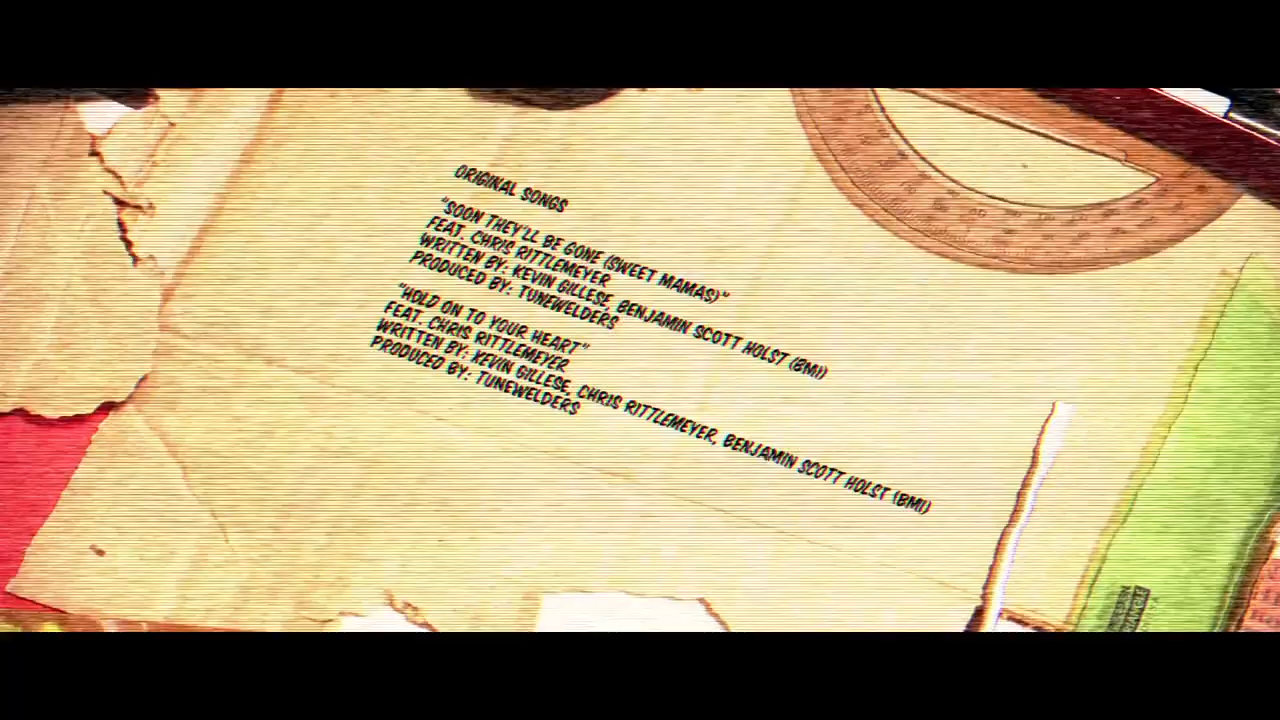 ORIGINAL SONGS
"SOON THEY'LL BE GONE (SWEET MAMAS)"
FEAT. CHRIS RITTLEMEYER
WRITTEN BY: KEVIN GILLESE, BENJAMIN SCOTT HOLST (BMI)
PRODUCED BY: TUNEWELDERS
"HOLD ON TO YOUR HEART"
FEAT. CHRIS RITTLEMEYER
WRITTEN BY: KEVIN GILLESE, CHRIS RITTLEMEYER, BENJAMIN SCOTT HOLST (BMI)
PRODUCED BY: TUNEWELDERS